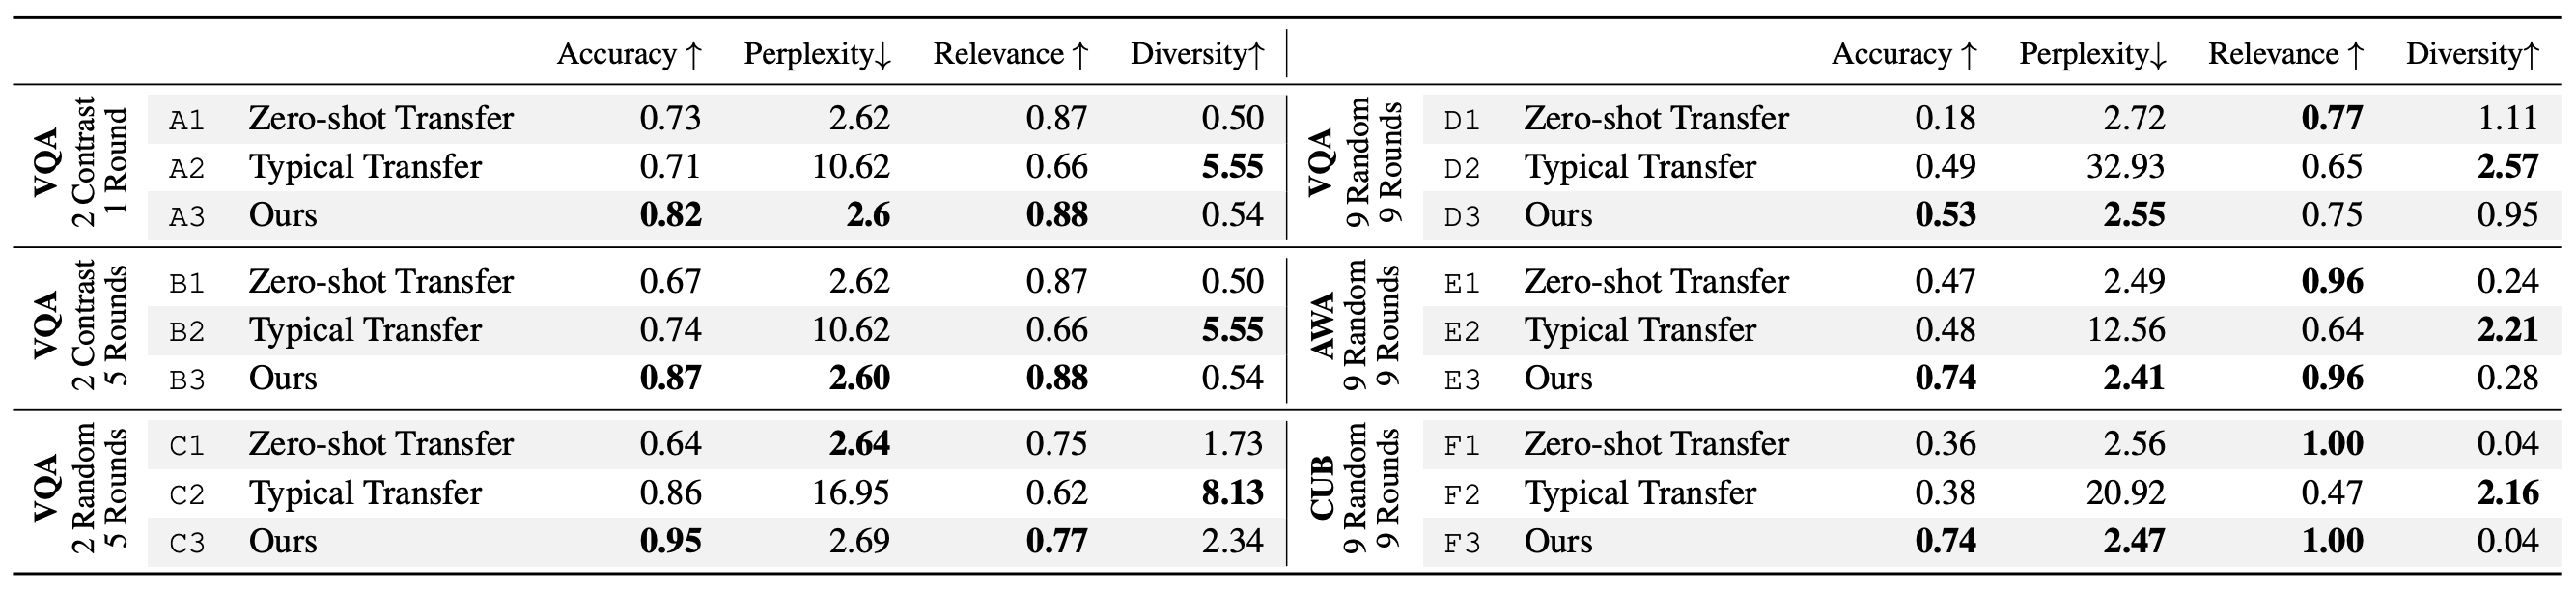 Accuracy ↑ Perplexity↓ Relevance ↑ Diversity↑ Accuracy ↑ Perplexity↓ Relevance ↑ Diversity↑
VQA
2 Contrast
1 Round
A1 Zero-shot Transfer 0.73 2.62 0.87 0.50
A2 Typical Transfer 0.71 10.62 0.66 5.55
A3 Ours 0.82 2.6 0.88 0.54
VQA
9 Random
9 Rounds
D1 Zero-shot Transfer 0.18 2.72 0.77 1.11
D2 Typical Transfer 0.49 32.93 0.65 2.57
D3 Ours 0.53 2.55 0.75 0.95
VQA
2 Contrast
5 Rounds
B1 Zero-shot Transfer 0.67 2.62 0.87 0.50
B2 Typical Transfer 0.74 10.62 0.66 5.55
B3 Ours 0.87 2.60 0.88 0.54
AWA
9 Random
9 Rounds
E1 Zero-shot Transfer 0.47 2.49 0.96 0.24
E2 Typical Transfer 0.48 12.56 0.64 2.21
E3 Ours 0.74 2.41 0.96 0.28
VQA
2 Random
5 Rounds
C1 Zero-shot Transfer 0.64 2.64 0.75 1.73
C2 Typical Transfer 0.86 16.95 0.62 8.13
C3 Ours 0.95 2.69 0.77 2.34
CUB
9 Random
9 Rounds
F1 Zero-shot Transfer 0.36 2.56 1.00 0.04
F2 Typical Transfer 0.38 20.92 0.47 2.16
F3 Ours 0.74 2.47 1.00 0.04